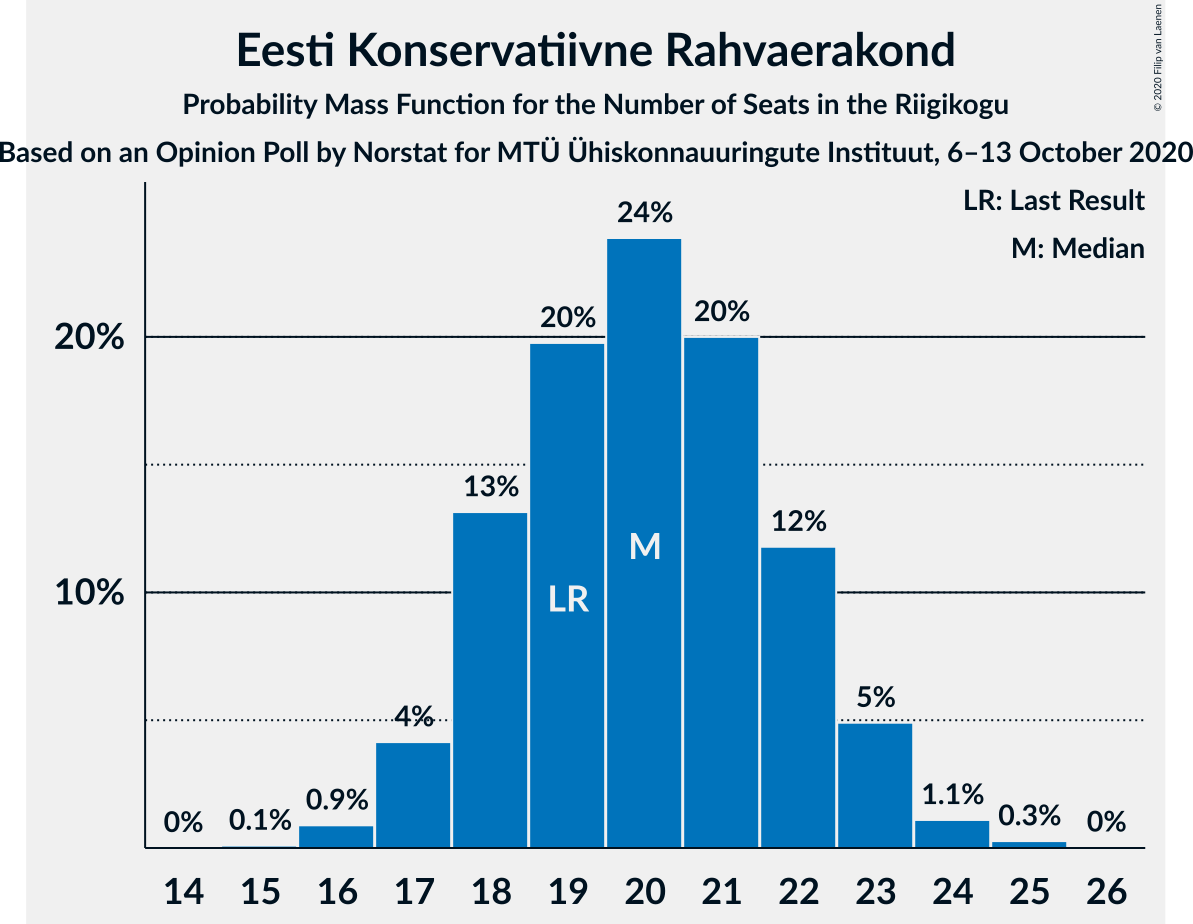 Eesti Konservatiivne Rahvaerakond
Probability Mass Function for the Number of Seats in the Riigikogu
Based on an Opinion Poll by Norstat for MTÜ Ühiskonnauuringute Instituut, 6–13 October 2020
© 2020 Filip van Laenen
LR: Last Result
M: Median
24%
20%
20%
20%
13%
12%
M
LR
10%
5%
4%
1.1%
0.9%
0.3%
0.1%
0%
0%
14 15 16 17 18 19 20 21 22 23 24 25 26